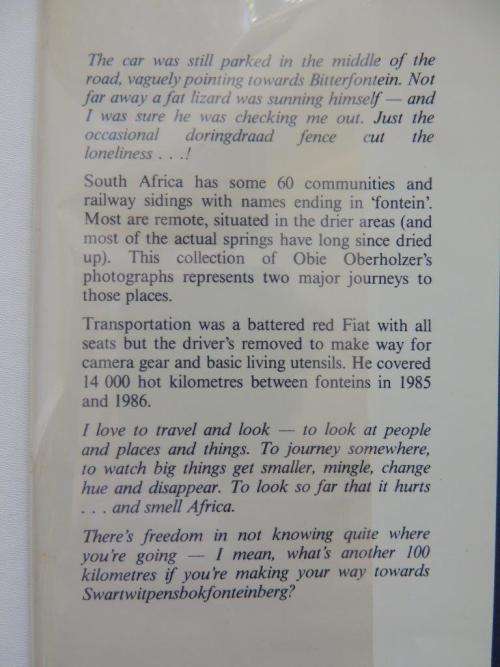 The car was still parked in the middle of the
road, vaguely pointing towards Bitterfontein. Not
far away a fat lizard was sunning himself — and
I was sure he was checking me out. Just the
occasional doringdraad fence cut the
loneliness . . .!
South Africa has some 60 communities and
railway sidings with names ending in ‘fontein’.
Most are remote, situated in the drier areas (and
most of the actual springs have long since dried
up). This collection of Obie Oberholzer’s
photographs represents two major journeys to
those places.
Transportation was a battered red Fiat with all
seats but the driver’s removed to make way for
camera gear and basic living utensils. He covered
14 000 hot kilometres between fonteins in 1985
and 1986.
I love to travel and look — to look at people
and places and things. To journey somewhere,
to watch big things get smaller, mingle, change
hue and disappear. To look so far that it hurts
. . . and smell Africa.
There’s freedom in not knowing quite where
you’re going — I mean, what’s another 100
kilometres if you’re making your way towards
Swartwitpensbokfonteinberg?